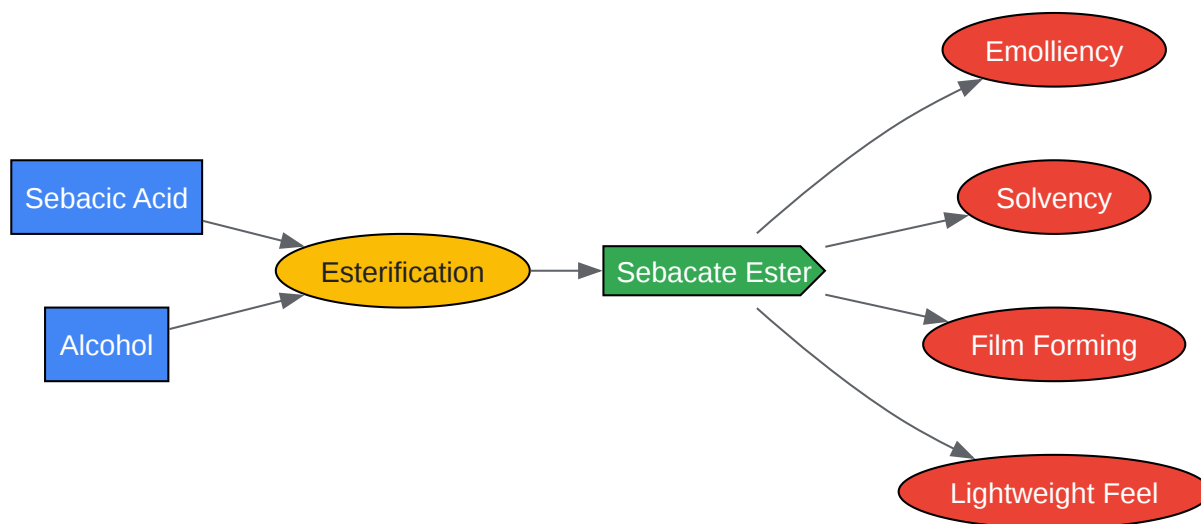 Sebacic Acid
Alcohol
Esterification
Sebacate Ester
Emolliency
Solvency
Film Forming
Lightweight Feel